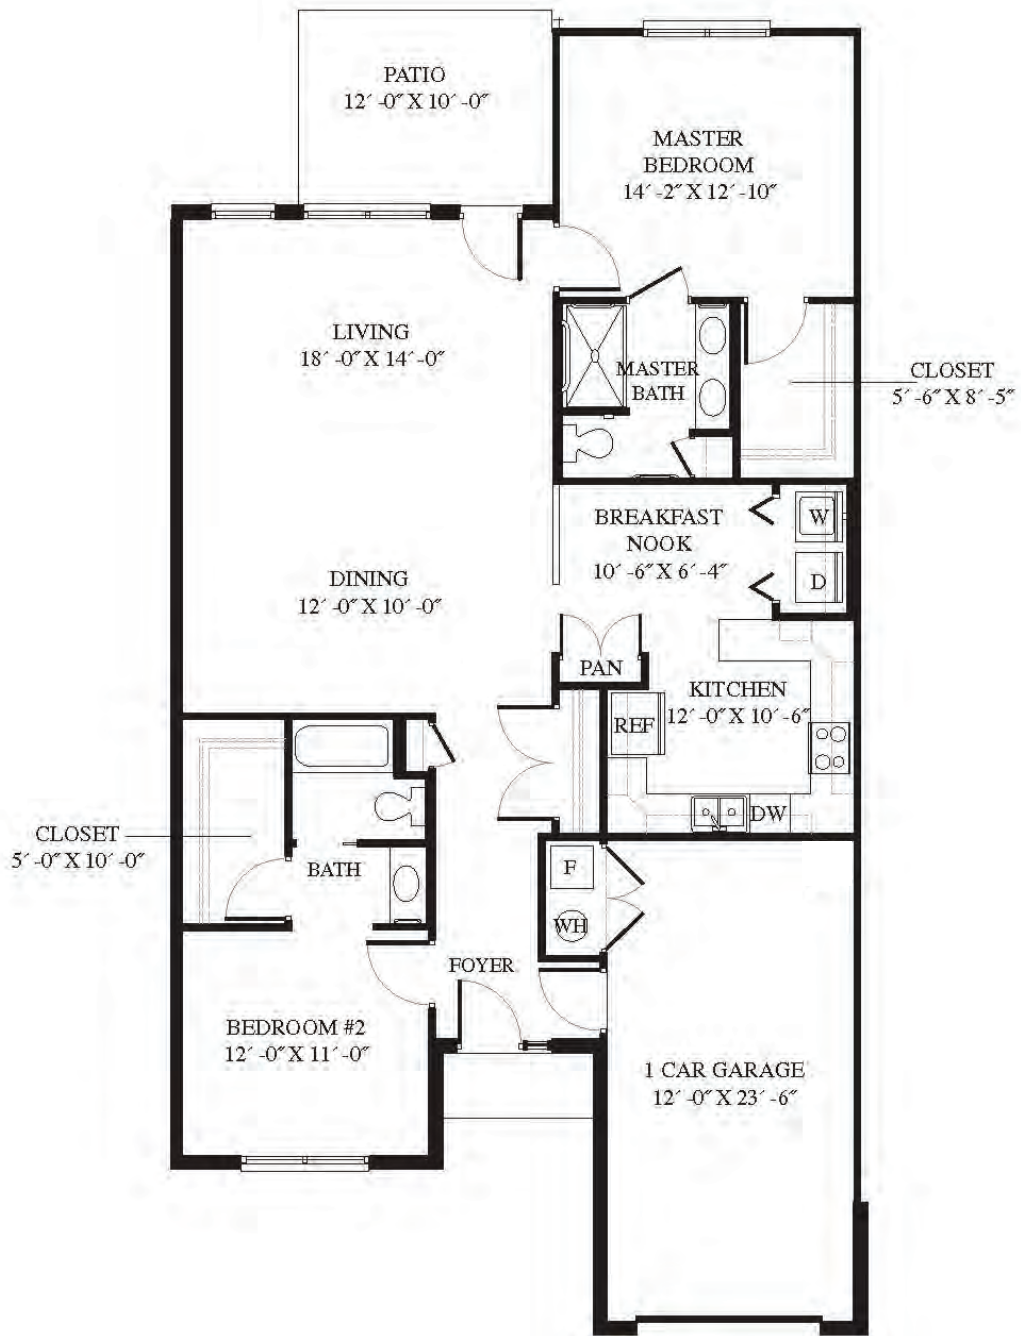 PATIO
12´ -0˝ X 10´ -0˝
MASTER
BEDROOM
14´ -2˝ X 12´ -10˝
LIVING
18´ -0˝ X 14´ -0˝
MASTER
BATH
CLOSET
5´ -6˝ X 8´ -5˝
BREAKFAST
NOOK
10´ -6˝ X 6´ -4˝
W
D
DINING
12´ -0˝ X 10´ -0˝
PAN
KITCHEN
12´ -0˝ X 10´ -6˝
REF
DW
CLOSET
5´ -0˝ X 10´ -0˝
BATH
F
WH
FOYER
BEDROOM #2
12´ -0˝ X 11´ -0˝
1 CAR GARAGE
12´ -0˝ X 23´ -6˝